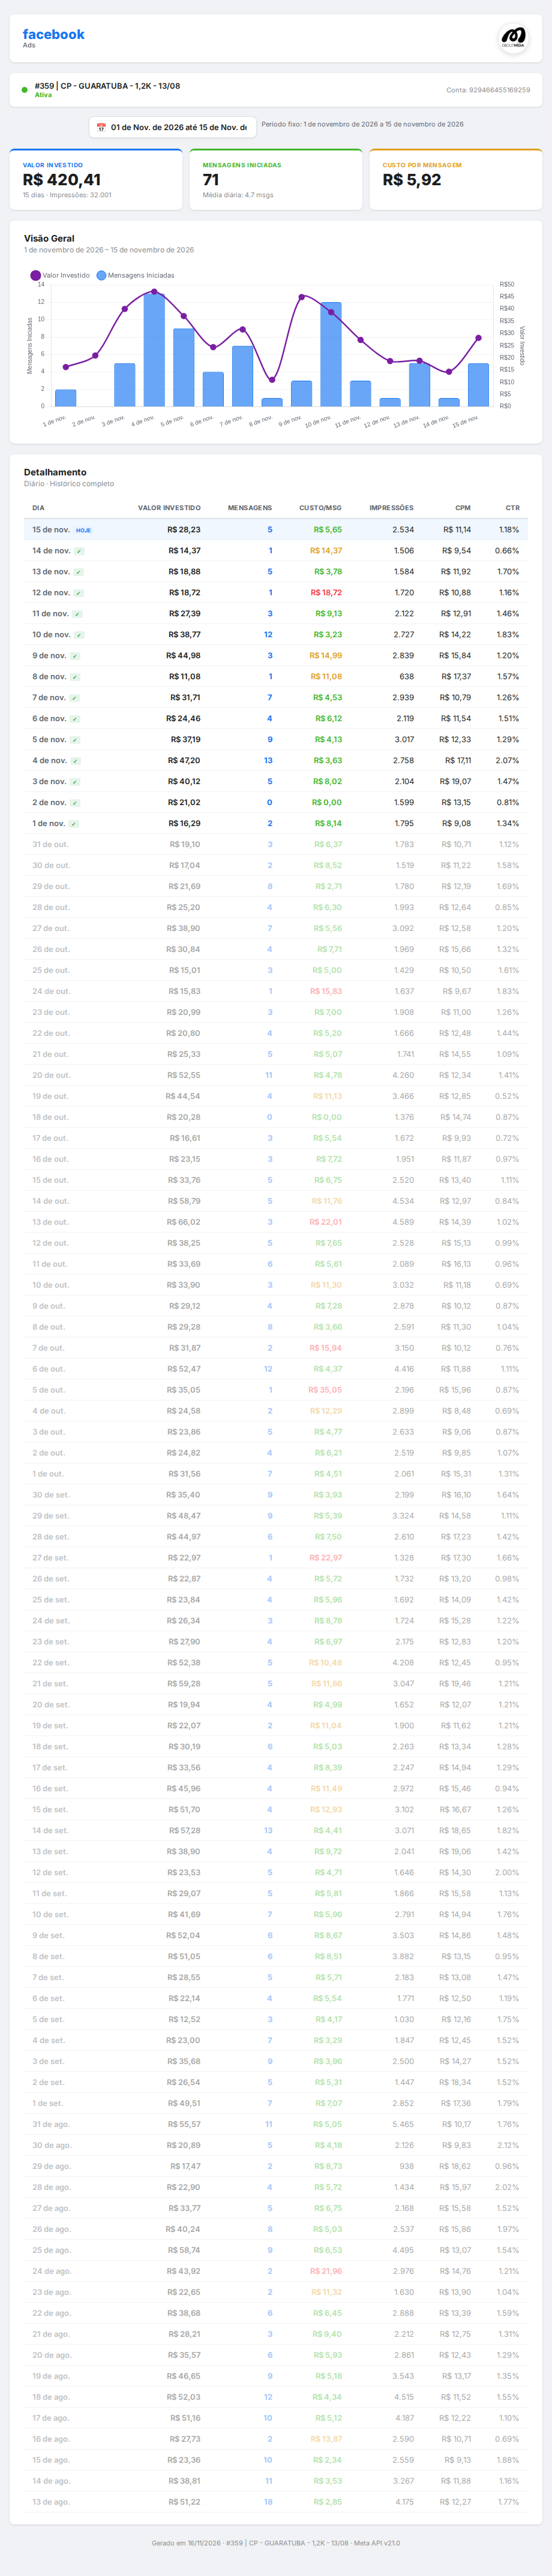 facebook
Ads
#359 | CP - GUARATUBA - 1,2K - 13/08
Ativa
Conta: 929466455169259
01 de Nov. de 2026 até 15 de Nov. de
Período fixo: 1 de novembro de 2026 a 15 de novembro de 2026
VALOR INVESTIDO
R$ 420,41
15 dias · Impressões: 32.001
MENSAGENS INICIADAS
71
Média diária: 4.7 msgs
CUSTO POR MENSAGEM
R$ 5,92
Visão Geral
1 de novembro de 2026 – 15 de novembro de 2026
Valor Investido Mensagens Iniciadas
Mensagens Iniciadas
14
12
10
8
6
4
2
0
R$50
R$45
R$40
R$35
R$30
R$25
R$20
R$15
R$10
R$5
R$0
Valor Investido
1 de nov. 2 de nov. 3 de nov. 4 de nov. 5 de nov. 6 de nov. 7 de nov. 8 de nov. 9 de nov. 10 de nov. 11 de nov. 12 de nov. 13 de nov. 14 de nov. 15 de nov.
Detalhamento
Diário · Histórico completo
DIA VALOR INVESTIDO MENSAGENS CUSTO/MSG IMPRESSÕES CPM CTR
15 de nov. HOJE R$ 28,23 5 R$ 5,65 2.534 R$ 11,14 1.18%
14 de nov. ✓ R$ 14,37 1 R$ 14,37 1.506 R$ 9,54 0.66%
13 de nov. ✓ R$ 18,88 5 R$ 3,78 1.584 R$ 11,92 1.70%
12 de nov. ✓ R$ 18,72 1 R$ 18,72 1.720 R$ 10,88 1.16%
11 de nov. ✓ R$ 27,39 3 R$ 9,13 2.122 R$ 12,91 1.46%
10 de nov. ✓ R$ 38,77 12 R$ 3,23 2.727 R$ 14,22 1.83%
9 de nov. ✓ R$ 44,98 3 R$ 14,99 2.839 R$ 15,84 1.20%
8 de nov. ✓ R$ 11,08 1 R$ 11,08 638 R$ 17,37 1.57%
7 de nov. ✓ R$ 31,71 7 R$ 4,53 2.939 R$ 10,79 1.26%
6 de nov. ✓ R$ 24,46 4 R$ 6,12 2.119 R$ 11,54 1.51%
5 de nov. ✓ R$ 37,19 9 R$ 4,13 3.017 R$ 12,33 1.29%
4 de nov. ✓ R$ 47,20 13 R$ 3,63 2.758 R$ 17,11 2.07%
3 de nov. ✓ R$ 40,12 5 R$ 8,02 2.104 R$ 19,07 1.47%
2 de nov. ✓ R$ 21,02 0 R$ 0,00 1.599 R$ 13,15 0.81%
1 de nov. ✓ R$ 16,29 2 R$ 8,14 1.795 R$ 9,08 1.34%
31 de out. R$ 19,10 3 R$ 6,37 1.783 R$ 10,71 1.12%
30 de out. R$ 17,04 2 R$ 8,52 1.519 R$ 11,22 1.58%
29 de out. R$ 21,69 8 R$ 2,71 1.780 R$ 12,19 1.69%
28 de out. R$ 25,20 4 R$ 6,30 1.993 R$ 12,64 0.85%
27 de out. R$ 38,90 7 R$ 5,56 3.092 R$ 12,58 1.20%
26 de out. R$ 30,84 4 R$ 7,71 1.969 R$ 15,66 1.32%
25 de out. R$ 15,01 3 R$ 5,00 1.429 R$ 10,50 1.61%
24 de out. R$ 15,83 1 R$ 15,83 1.637 R$ 9,67 1.83%
23 de out. R$ 20,99 3 R$ 7,00 1.908 R$ 11,00 1.26%
22 de out. R$ 20,80 4 R$ 5,20 1.666 R$ 12,48 1.44%
21 de out. R$ 25,33 5 R$ 5,07 1.741 R$ 14,55 1.09%
20 de out. R$ 52,55 11 R$ 4,78 4.260 R$ 12,34 1.41%
19 de out. R$ 44,54 4 R$ 11,13 3.466 R$ 12,85 0.52%
18 de out. R$ 20,28 0 R$ 0,00 1.376 R$ 14,74 0.87%
17 de out. R$ 16,61 3 R$ 5,54 1.672 R$ 9,93 0.72%
16 de out. R$ 23,15 3 R$ 7,72 1.951 R$ 11,87 0.97%
15 de out. R$ 33,76 5 R$ 6,75 2.520 R$ 13,40 1.11%
14 de out. R$ 58,79 5 R$ 11,76 4.534 R$ 12,97 0.84%
13 de out. R$ 66,02 3 R$ 22,01 4.589 R$ 14,39 1.02%
12 de out. R$ 38,25 5 R$ 7,65 2.528 R$ 15,13 0.99%
11 de out. R$ 33,69 6 R$ 5,61 2.089 R$ 16,13 0.96%
10 de out. R$ 33,90 3 R$ 11,30 3.032 R$ 11,18 0.69%
9 de out. R$ 29,12 4 R$ 7,28 2.878 R$ 10,12 0.87%
8 de out. R$ 29,28 8 R$ 3,66 2.591 R$ 11,30 1.04%
7 de out. R$ 31,87 2 R$ 15,94 3.150 R$ 10,12 0.76%
6 de out. R$ 52,47 12 R$ 4,37 4.416 R$ 11,88 1.11%
5 de out. R$ 35,05 1 R$ 35,05 2.196 R$ 15,96 0.87%
4 de out. R$ 24,58 2 R$ 12,29 2.899 R$ 8,48 0.69%
3 de out. R$ 23,86 5 R$ 4,77 2.633 R$ 9,06 0.87%
2 de out. R$ 24,82 4 R$ 6,21 2.519 R$ 9,85 1.07%
1 de out. R$ 31,56 7 R$ 4,51 2.061 R$ 15,31 1.31%
30 de set. R$ 35,40 9 R$ 3,93 2.199 R$ 16,10 1.64%
29 de set. R$ 48,47 9 R$ 5,39 3.324 R$ 14,58 1.11%
28 de set. R$ 44,97 6 R$ 7,50 2.610 R$ 17,23 1.42%
27 de set. R$ 22,97 1 R$ 22,97 1.328 R$ 17,30 1.66%
26 de set. R$ 22,87 4 R$ 5,72 1.732 R$ 13,20 0.98%
25 de set. R$ 23,84 4 R$ 5,96 1.692 R$ 14,09 1.42%
24 de set. R$ 26,34 3 R$ 8,78 1.724 R$ 15,28 1.22%
23 de set. R$ 27,90 4 R$ 6,97 2.175 R$ 12,83 1.20%
22 de set. R$ 52,38 5 R$ 10,48 4.208 R$ 12,45 0.95%
21 de set. R$ 59,28 5 R$ 11,86 3.047 R$ 19,46 1.21%
20 de set. R$ 19,94 4 R$ 4,99 1.652 R$ 12,07 1.21%
19 de set. R$ 22,07 2 R$ 11,04 1.900 R$ 11,62 1.21%
18 de set. R$ 30,19 6 R$ 5,03 2.263 R$ 13,34 1.28%
17 de set. R$ 33,56 4 R$ 8,39 2.247 R$ 14,94 1.29%
16 de set. R$ 45,96 4 R$ 11,49 2.972 R$ 15,46 0.94%
15 de set. R$ 51,70 4 R$ 12,93 3.102 R$ 16,67 1.26%
14 de set. R$ 57,28 13 R$ 4,41 3.071 R$ 18,65 1.82%
13 de set. R$ 38,90 4 R$ 9,72 2.041 R$ 19,06 1.42%
12 de set. R$ 23,53 5 R$ 4,71 1.646 R$ 14,30 2.00%
11 de set. R$ 29,07 5 R$ 5,81 1.866 R$ 15,58 1.13%
10 de set. R$ 41,69 7 R$ 5,96 2.791 R$ 14,94 1.76%
9 de set. R$ 52,04 6 R$ 8,67 3.503 R$ 14,86 1.48%
8 de set. R$ 51,05 6 R$ 8,51 3.882 R$ 13,15 0.95%
7 de set. R$ 28,55 5 R$ 5,71 2.183 R$ 13,08 1.47%
6 de set. R$ 22,14 4 R$ 5,54 1.771 R$ 12,50 1.19%
5 de set. R$ 12,52 3 R$ 4,17 1.030 R$ 12,16 1.75%
4 de set. R$ 23,00 7 R$ 3,29 1.847 R$ 12,45 1.52%
3 de set. R$ 35,68 9 R$ 3,96 2.500 R$ 14,27 1.52%
2 de set. R$ 26,54 5 R$ 5,31 1.447 R$ 18,34 1.52%
1 de set. R$ 49,51 7 R$ 7,07 2.852 R$ 17,36 1.79%
31 de ago. R$ 55,57 11 R$ 5,05 5.465 R$ 10,17 1.76%
30 de ago. R$ 20,89 5 R$ 4,18 2.126 R$ 9,83 2.12%
29 de ago. R$ 17,47 2 R$ 8,73 938 R$ 18,62 0.96%
28 de ago. R$ 22,90 4 R$ 5,72 1.434 R$ 15,97 2.02%
27 de ago. R$ 33,77 5 R$ 6,75 2.168 R$ 15,58 1.52%
26 de ago. R$ 40,24 8 R$ 5,03 2.537 R$ 15,86 1.97%
25 de ago. R$ 58,74 9 R$ 6,53 4.495 R$ 13,07 1.54%
24 de ago. R$ 43,92 2 R$ 21,96 2.976 R$ 14,76 1.21%
23 de ago. R$ 22,65 2 R$ 11,32 1.630 R$ 13,90 1.04%
22 de ago. R$ 38,68 6 R$ 6,45 2.888 R$ 13,39 1.59%
21 de ago. R$ 28,21 3 R$ 9,40 2.212 R$ 12,75 1.31%
20 de ago. R$ 35,57 6 R$ 5,93 2.861 R$ 12,43 1.29%
19 de ago. R$ 46,65 9 R$ 5,18 3.543 R$ 13,17 1.35%
18 de ago. R$ 52,03 12 R$ 4,34 4.515 R$ 11,52 1.55%
17 de ago. R$ 51,16 10 R$ 5,12 4.187 R$ 12,22 1.10%
16 de ago. R$ 27,73 2 R$ 13,87 2.590 R$ 10,71 0.69%
15 de ago. R$ 23,36 10 R$ 2,34 2.559 R$ 9,13 1.88%
14 de ago. R$ 38,81 11 R$ 3,53 3.267 R$ 11,88 1.16%
13 de ago. R$ 51,22 18 R$ 2,85 4.175 R$ 12,27 1.77%
Gerado em 16/11/2026 · #359 | CP - GUARATUBA - 1,2K - 13/08 · Meta API v21.0